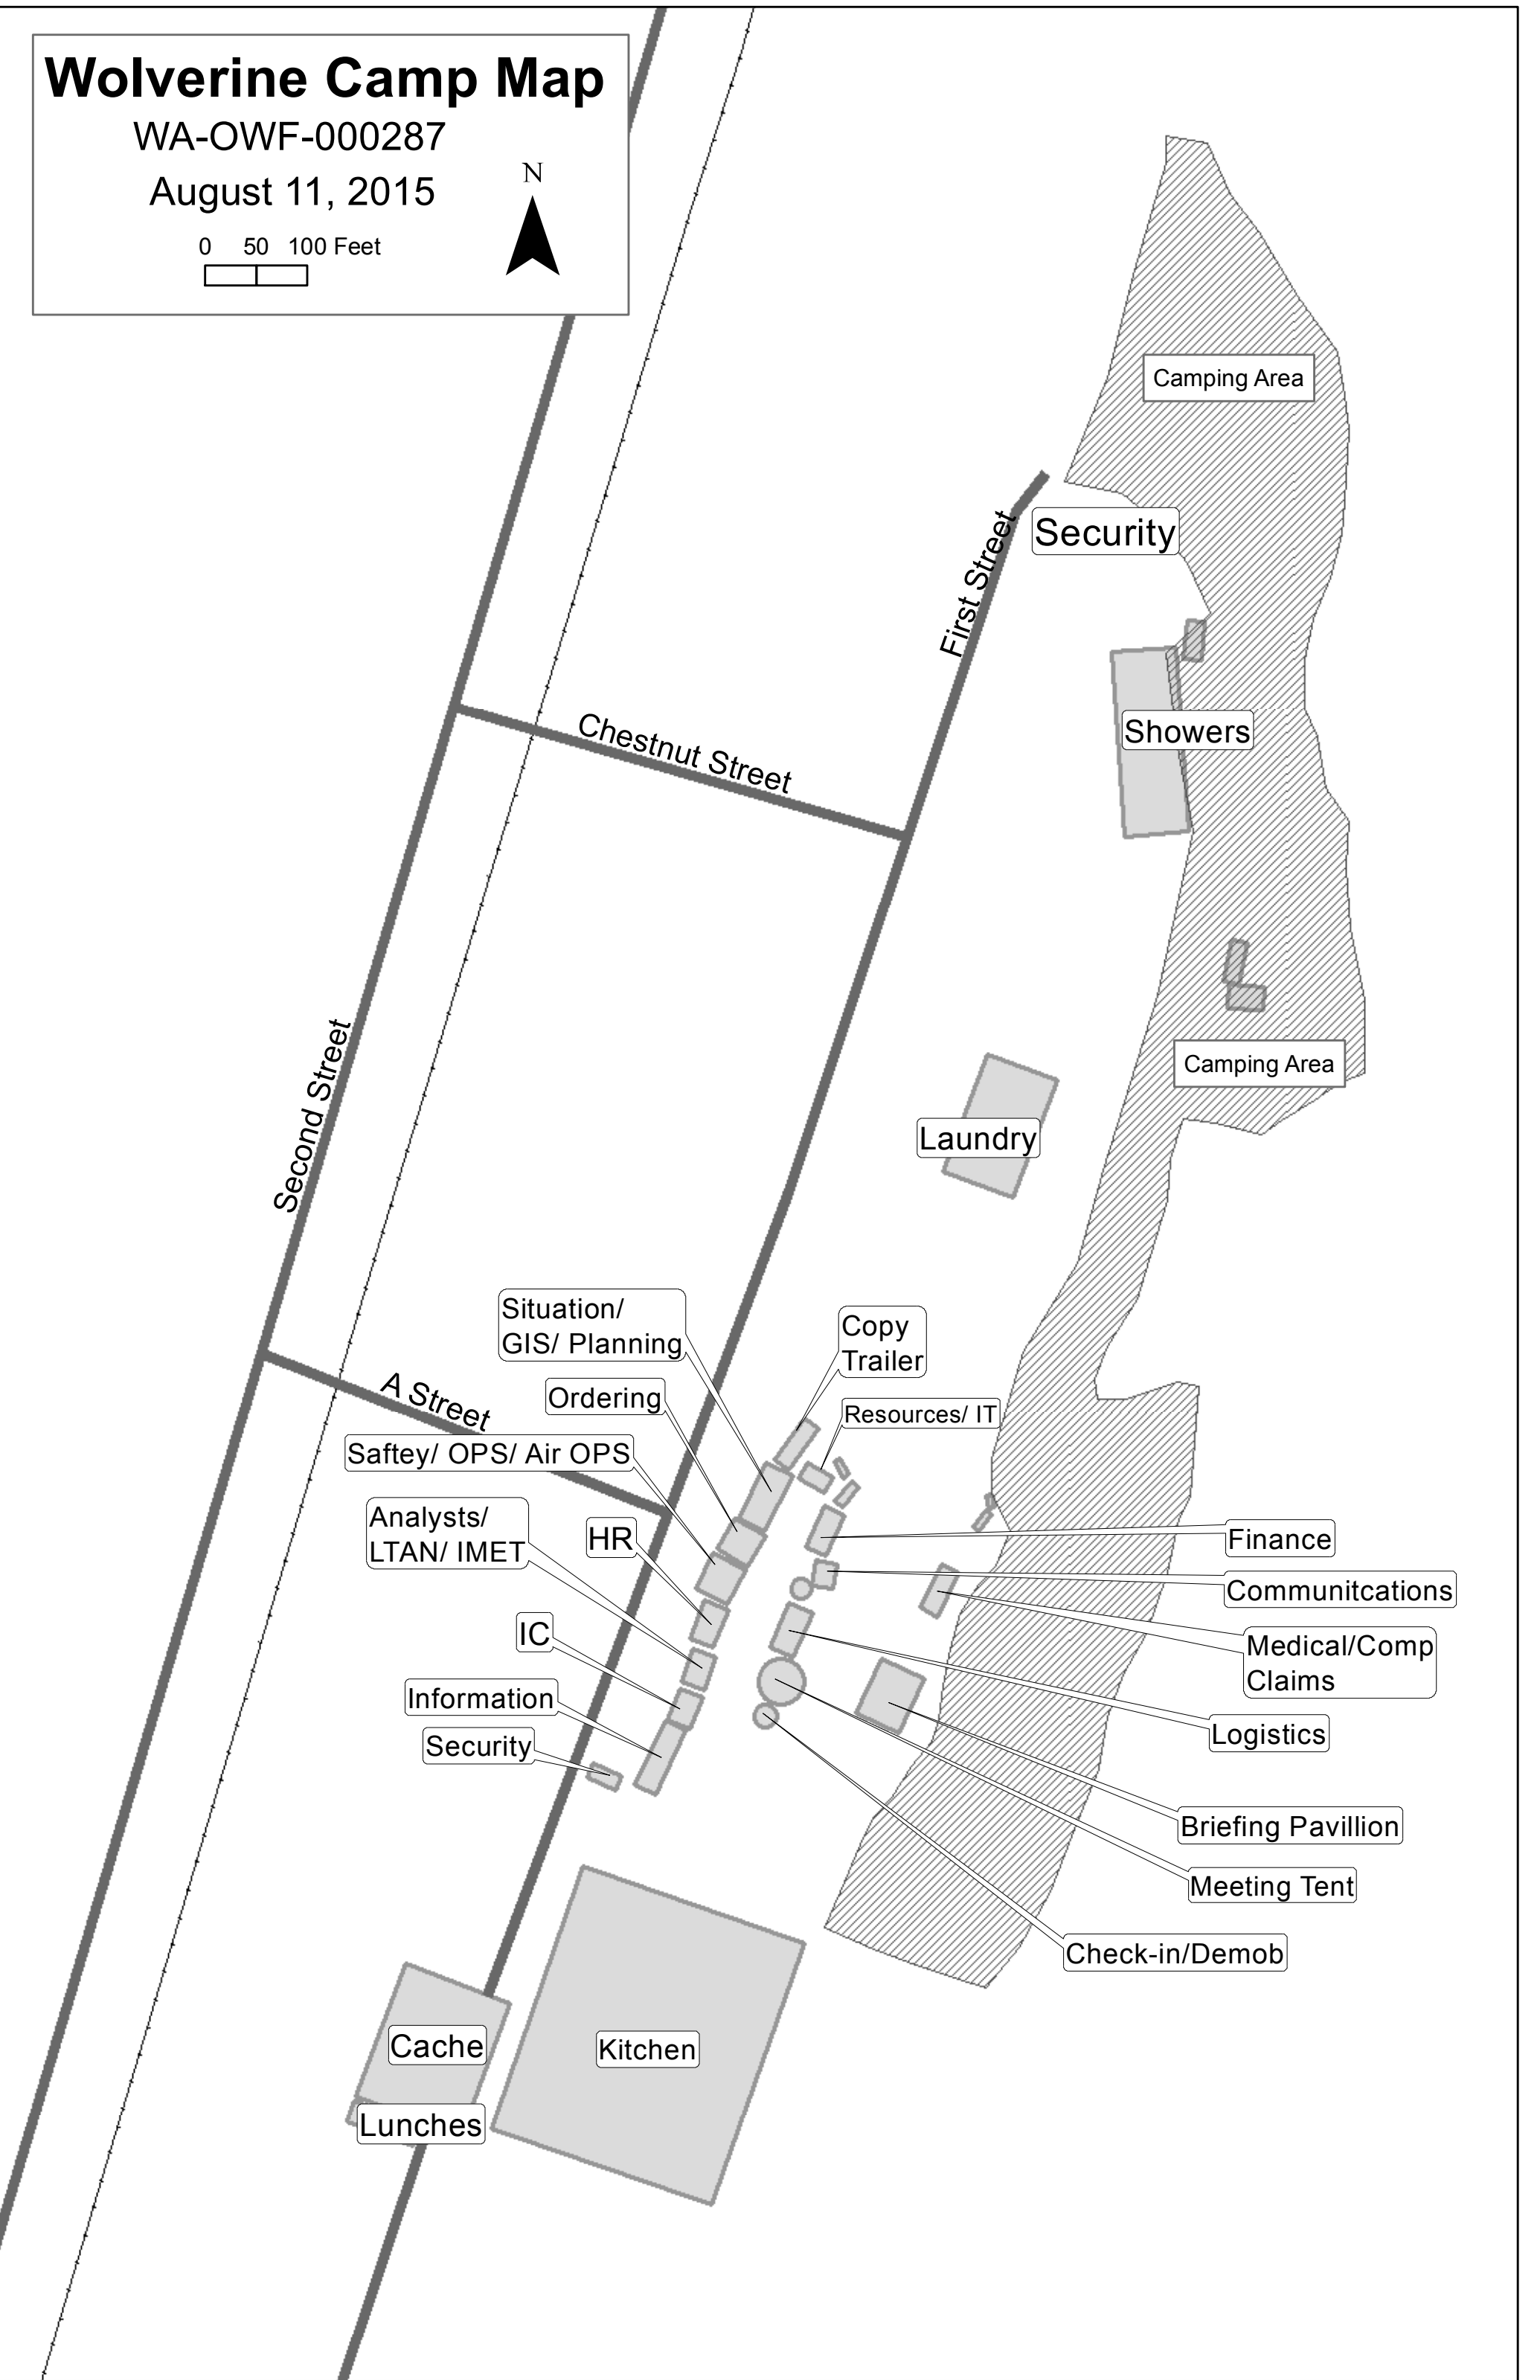 Wolverine Camp Map
WA-OWF-000287
August 11, 2015
N
0 50 100 Feet
Camping Area
First Street
Security
Chestnut Street
Showers
Second Street
Camping Area
Laundry
Situation/
GIS/ Planning
Copy
Trailer
Ordering
A Street
Resources/ IT
Saftey/ OPS/ Air OPS
Analysts/
LTAN/ IMET
HR
Finance
Communitcations
IC
Medical/Comp
Claims
Information
Logistics
Security
Briefing Pavillion
Meeting Tent
Check-in/Demob
Cache
Kitchen
Lunches